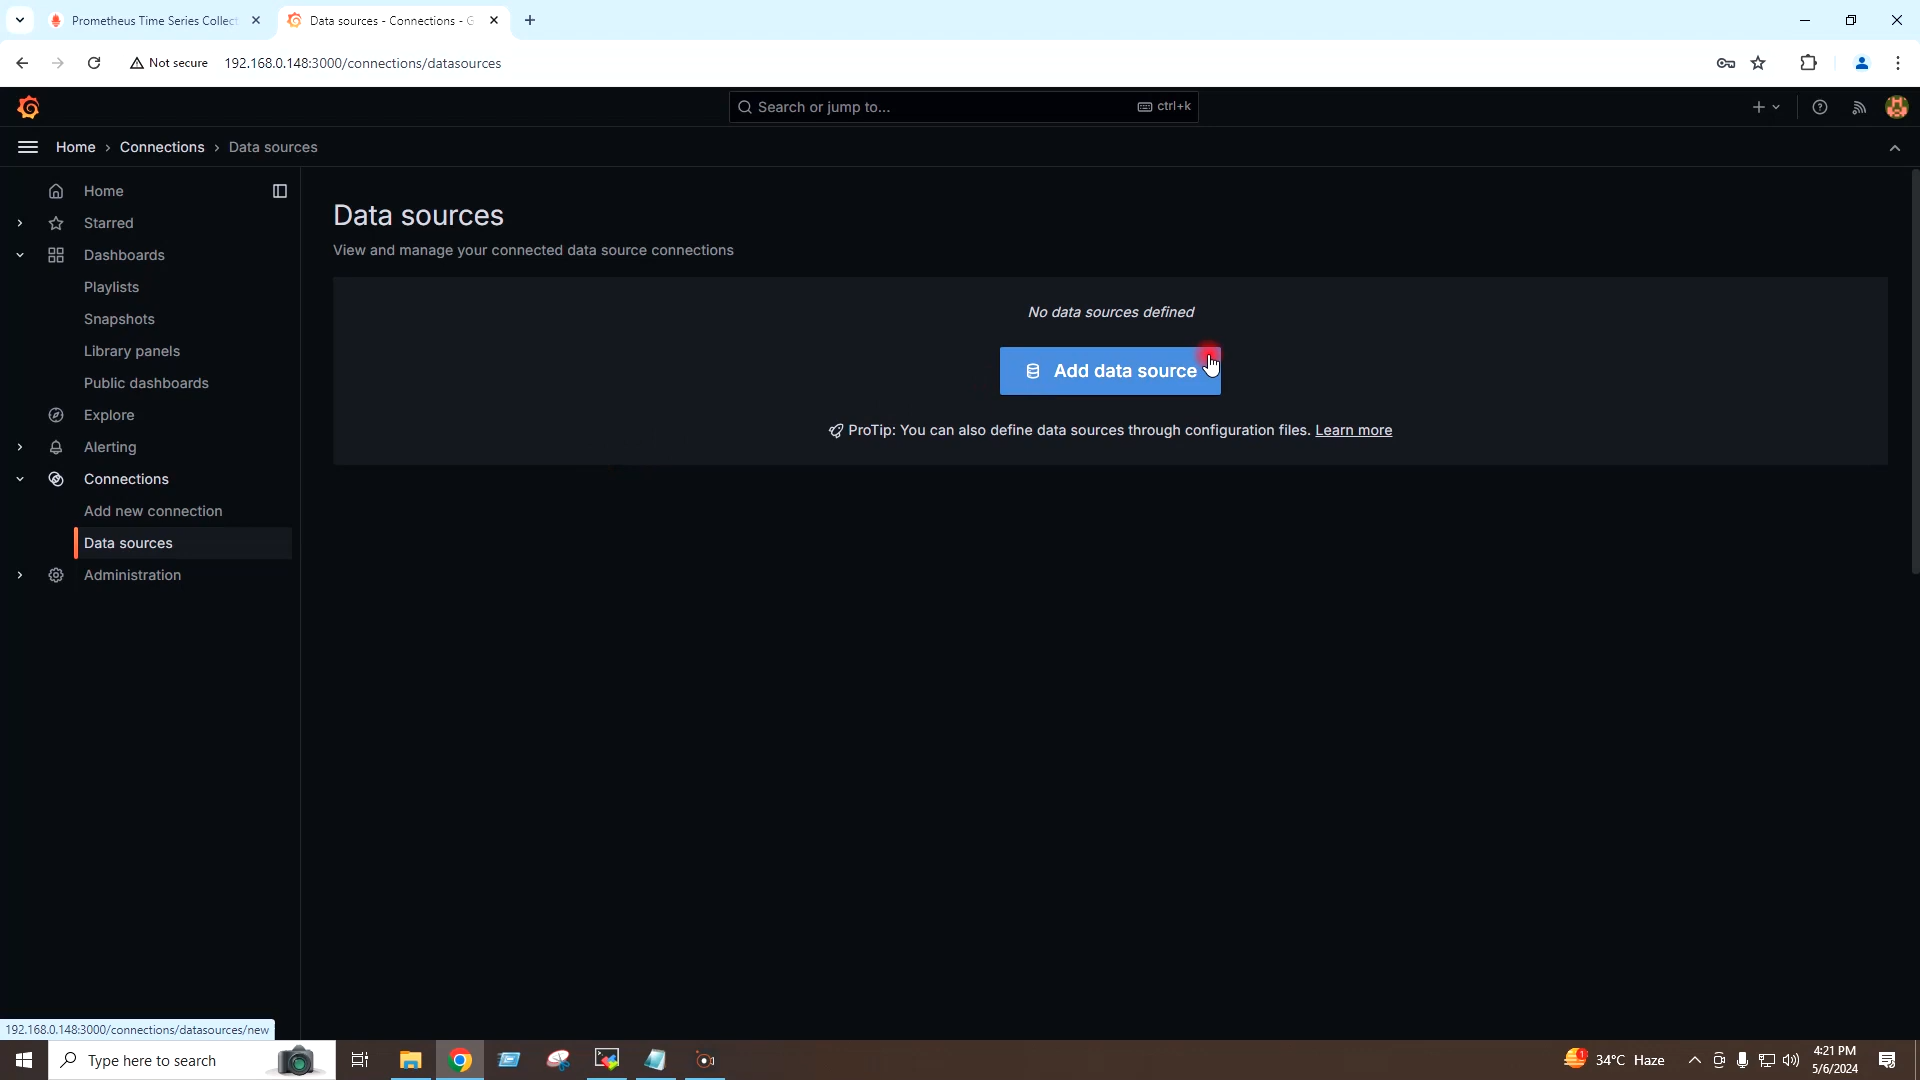 Prometheus Time Series Collect
Data sources - Connections - G
Not secure
192.168.0.148:3000/connections/datasources
Search or jump to...
ctrl+k
Home › Connections › Data sources
Home
Starred
Dashboards
Playlists
Snapshots
Library panels
Public dashboards
Explore
Alerting
Connections
Add new connection
Data sources
Administration
Data sources
View and manage your connected data source connections
No data sources defined
Add data source
ProTip: You can also define data sources through configuration files. Learn more
192.168.0.148:3000/connections/datasources/new
Type here to search
1
34°C Haze
4:21 PM
5/6/2024